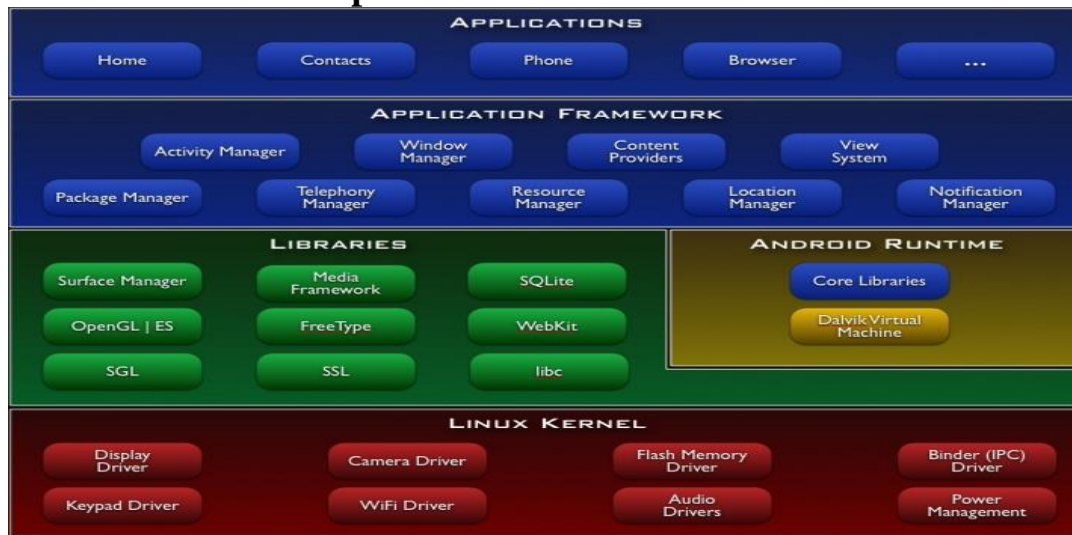 APPLICATIONS
Home Contacts Phone Browser ...
APPLICATION FRAMEWORK
Activity Manager Window Manager Content Providers View System
Package Manager Telephony Manager Resource Manager Location Manager Notification Manager
LIBRARIES
Surface Manager Media Framework SQLite
OpenGL | ES FreeType WebKit
SGL SSL libc
ANDROID RUNTIME
Core Libraries
Dalvik Virtual Machine
LINUX KERNEL
Display Driver Camera Driver Flash Memory Driver Binder (IPC) Driver
Keypad Driver WiFi Driver Audio Drivers Power Management